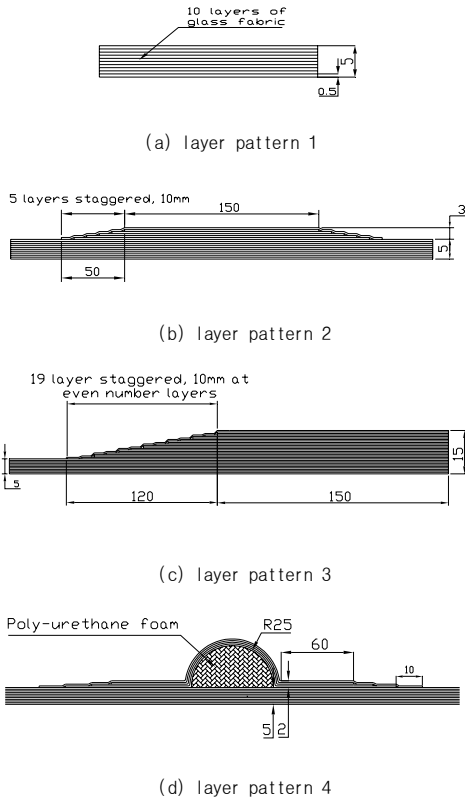 10 layers of
glass fabric
5
0.5
(a) layer pattern 1
5 layers staggered, 10mm
150
3
5
50
(b) layer pattern 2
19 layer staggered, 10mm at
even number layers
5
15
120
150
(c) layer pattern 3
Poly-urethane foam
R25
60
10
5
2
(d) layer pattern 4